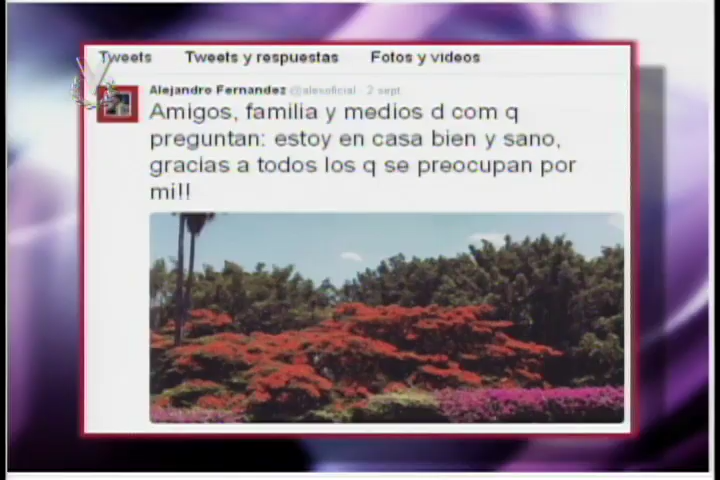 Tweets Tweets y respuestas Fotos y videos
Alejandro Fernandez @alexoficial · 2 sept
Amigos, familia y medios d com q
preguntan: estoy en casa bien y sano,
gracias a todos los q se preocupan por
mi!!